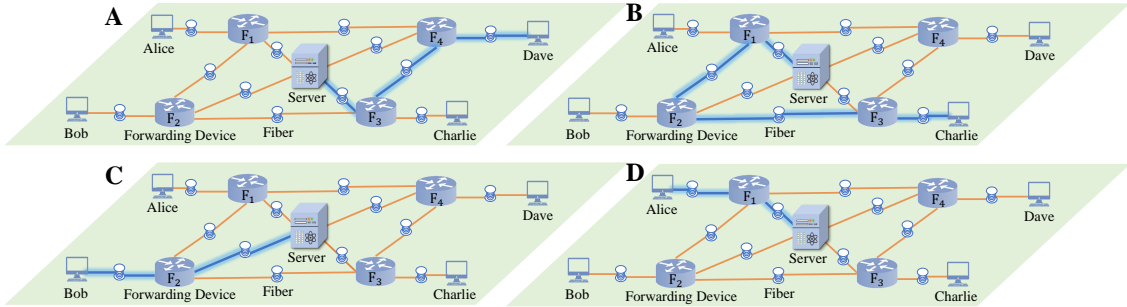 A
Alice
F1
F4
Dave
Server
Bob
F2
Forwarding Device
Fiber
F3
Charlie
B
Alice
F1
F4
Dave
Server
Bob
F2
Forwarding Device
Fiber
F3
Charlie
C
Alice
F1
F4
Dave
Server
Bob
F2
Forwarding Device
Fiber
F3
Charlie
D
Alice
F1
F4
Dave
Server
Bob
F2
Forwarding Device
Fiber
F3
Charlie